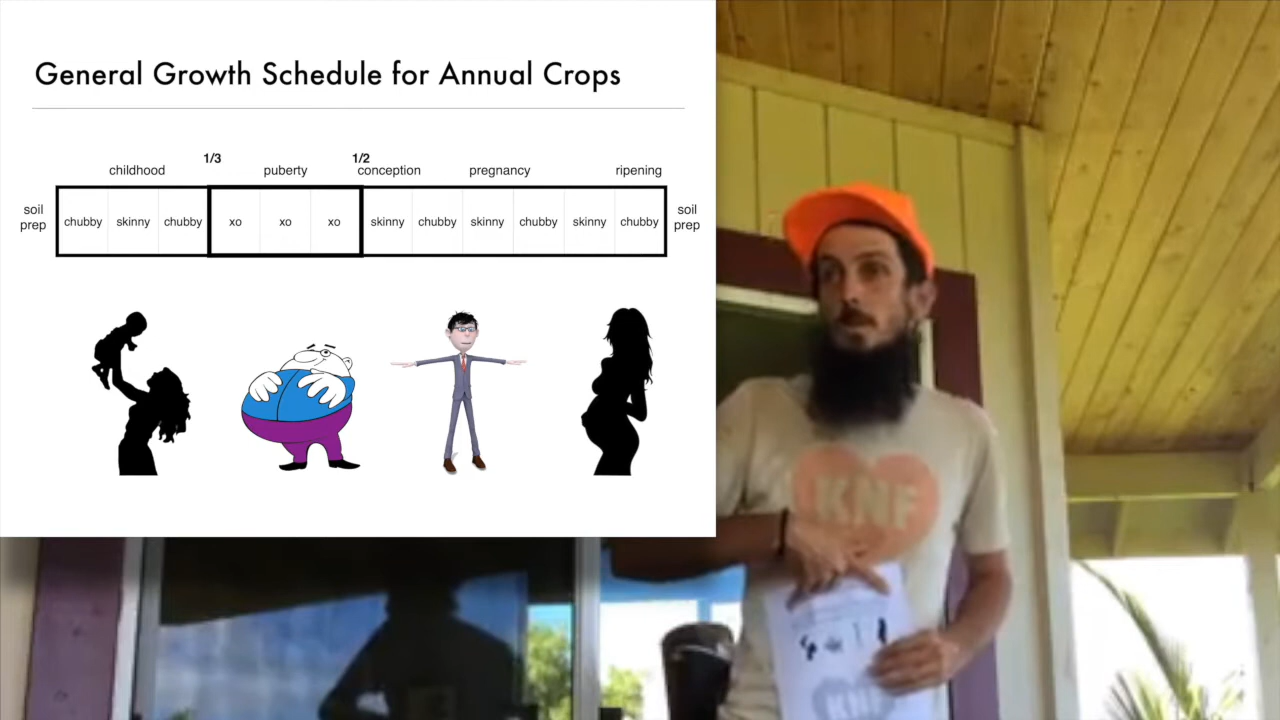 General Growth Schedule for Annual Crops
1/3
1/2
childhood
puberty
conception
pregnancy
ripening
soil
prep
chubby
skinny
chubby
xo
xo
xo
skinny
chubby
skinny
chubby
skinny
chubby
soil
prep
KNF
KNF